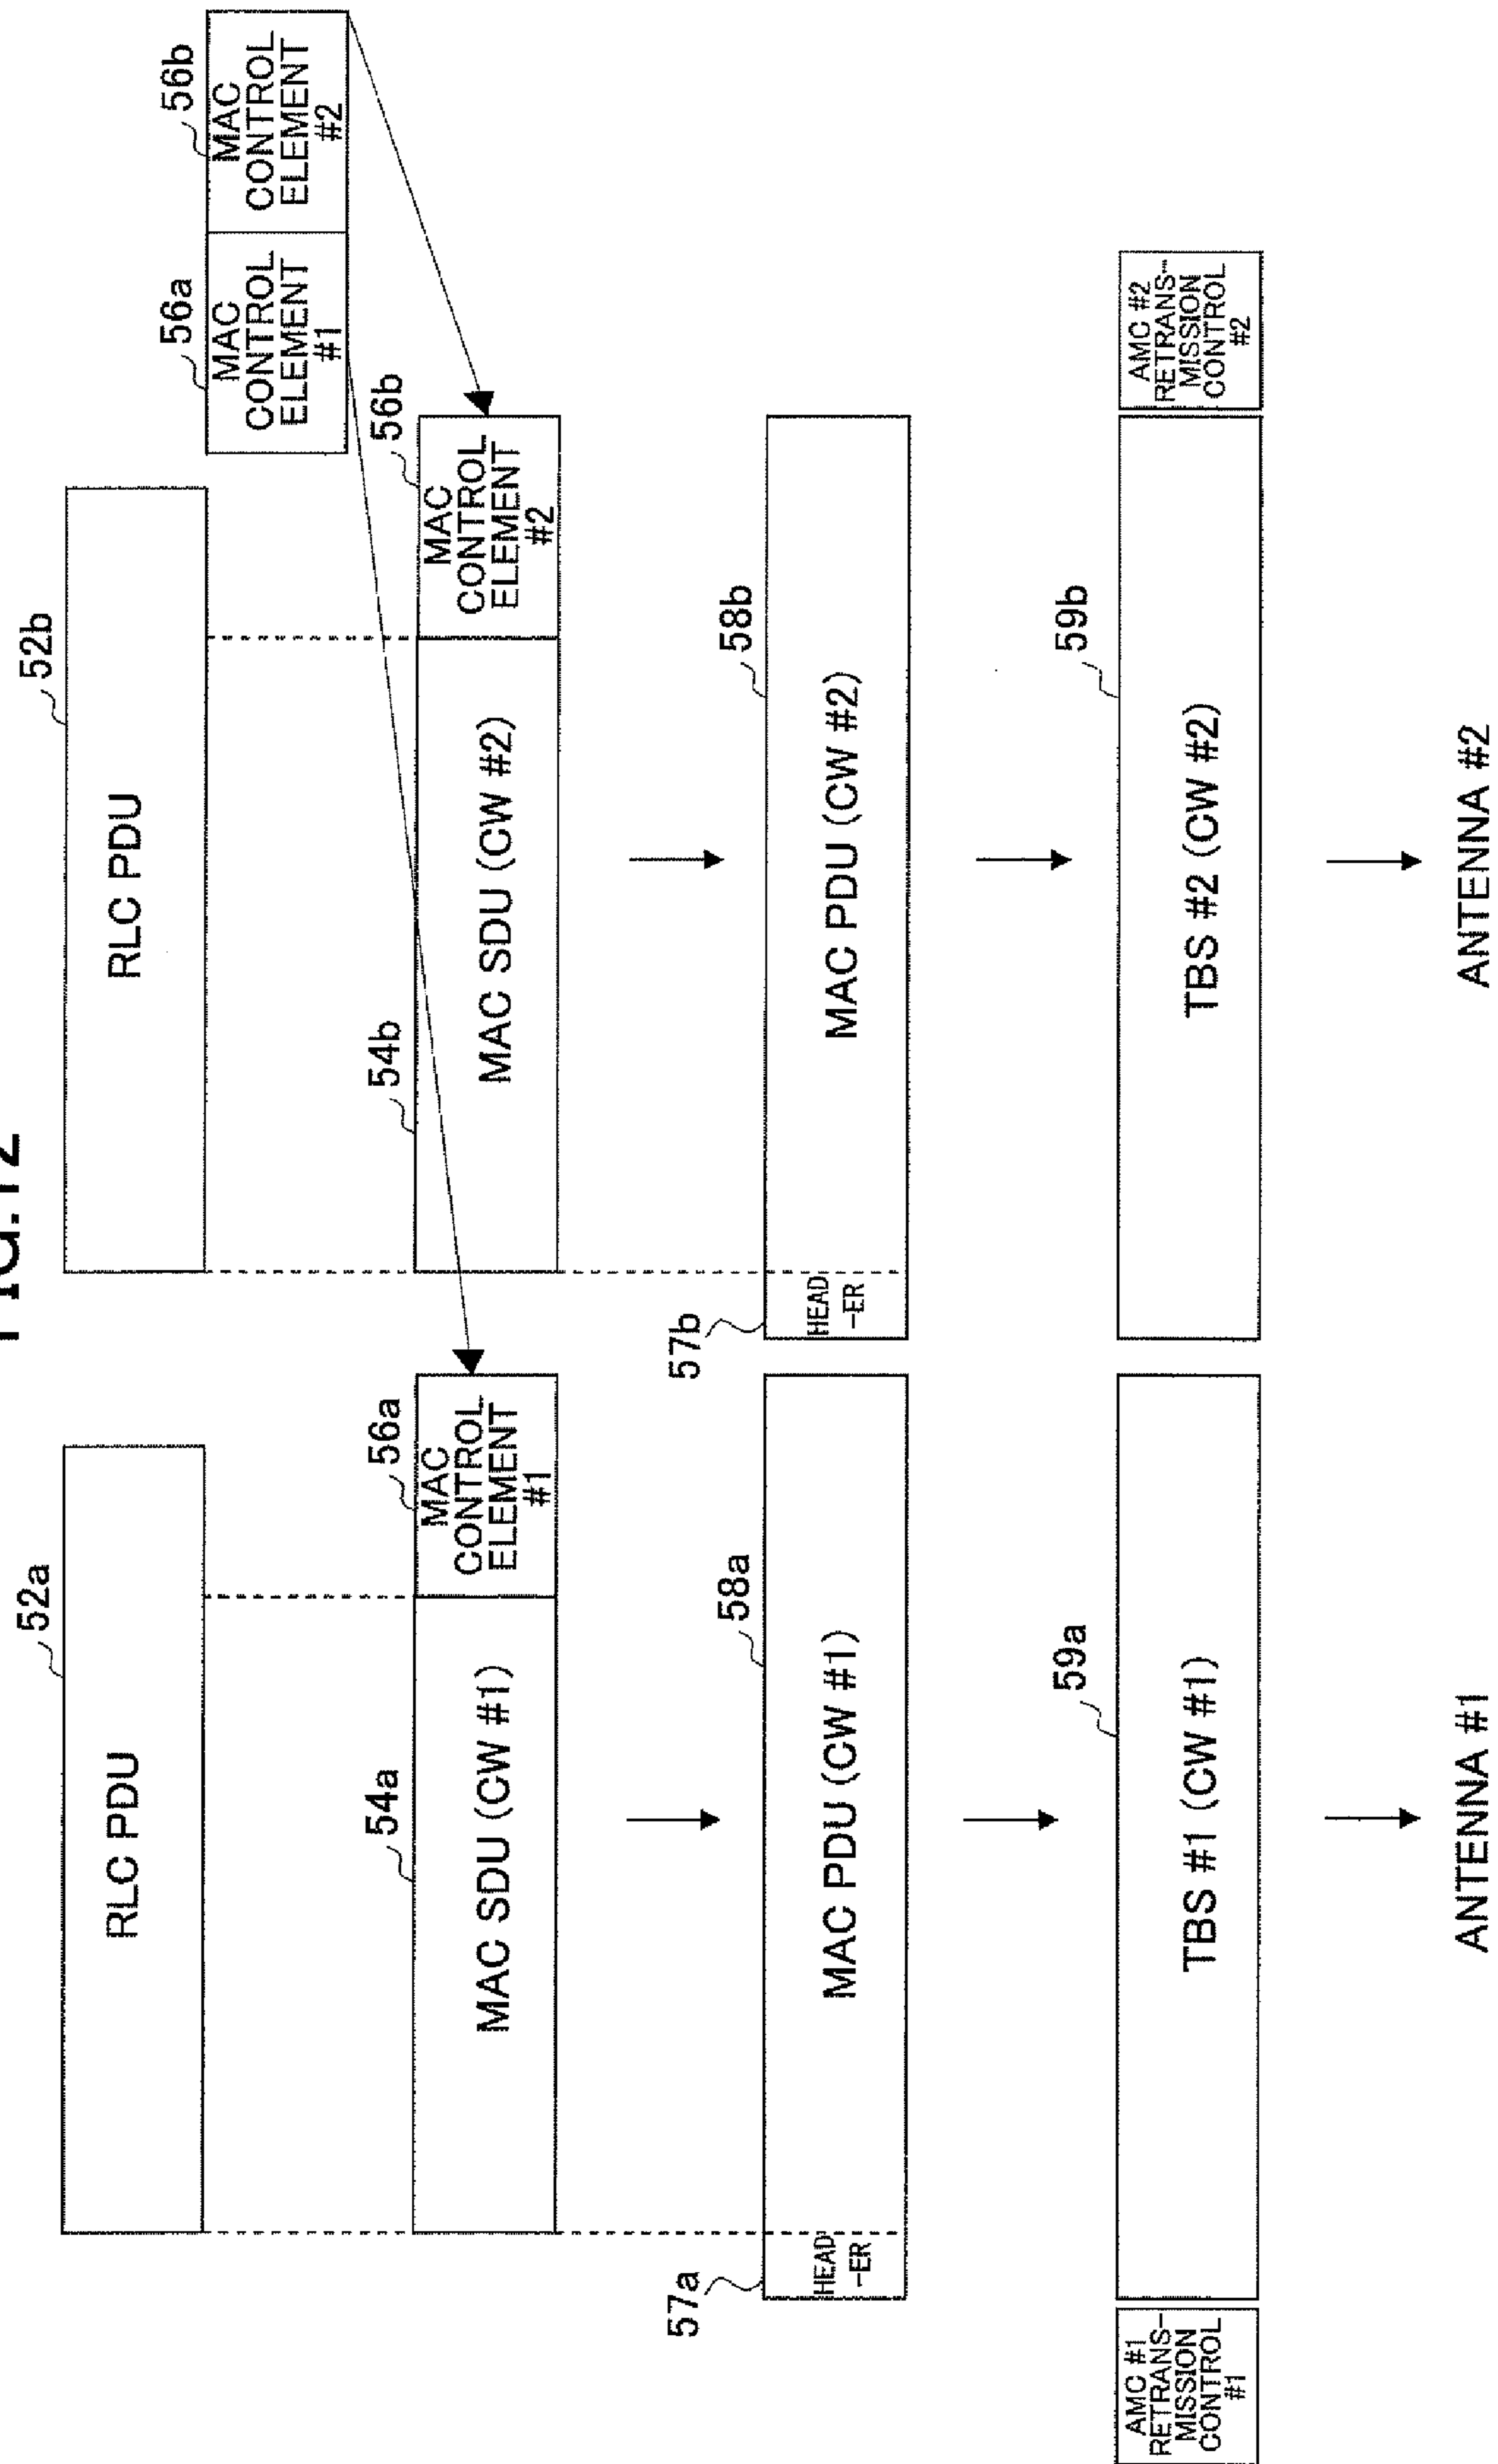 FIG.12
52a
RLC PDU
52b
RLC PDU
56a
MAC
CONTROL
ELEMENT
#1
56b
MAC
CONTROL
ELEMENT
#2
54a
MAC SDU (CW #1)
56a
MAC
CONTROL
ELEMENT
#1
54b
MAC SDU (CW #2)
56b
MAC
CONTROL
ELEMENT
#2
57a
HEAD
-ER
58a
MAC PDU (CW #1)
57b
HEAD
-ER
58b
MAC PDU (CW #2)
AMC #1
RETRANS-
MISSION
CONTROL
#1
59a
TBS #1 (CW #1)
59b
TBS #2 (CW #2)
AMC #2
RETRANS-
MISSION
CONTROL
#2
ANTENNA #1
ANTENNA #2